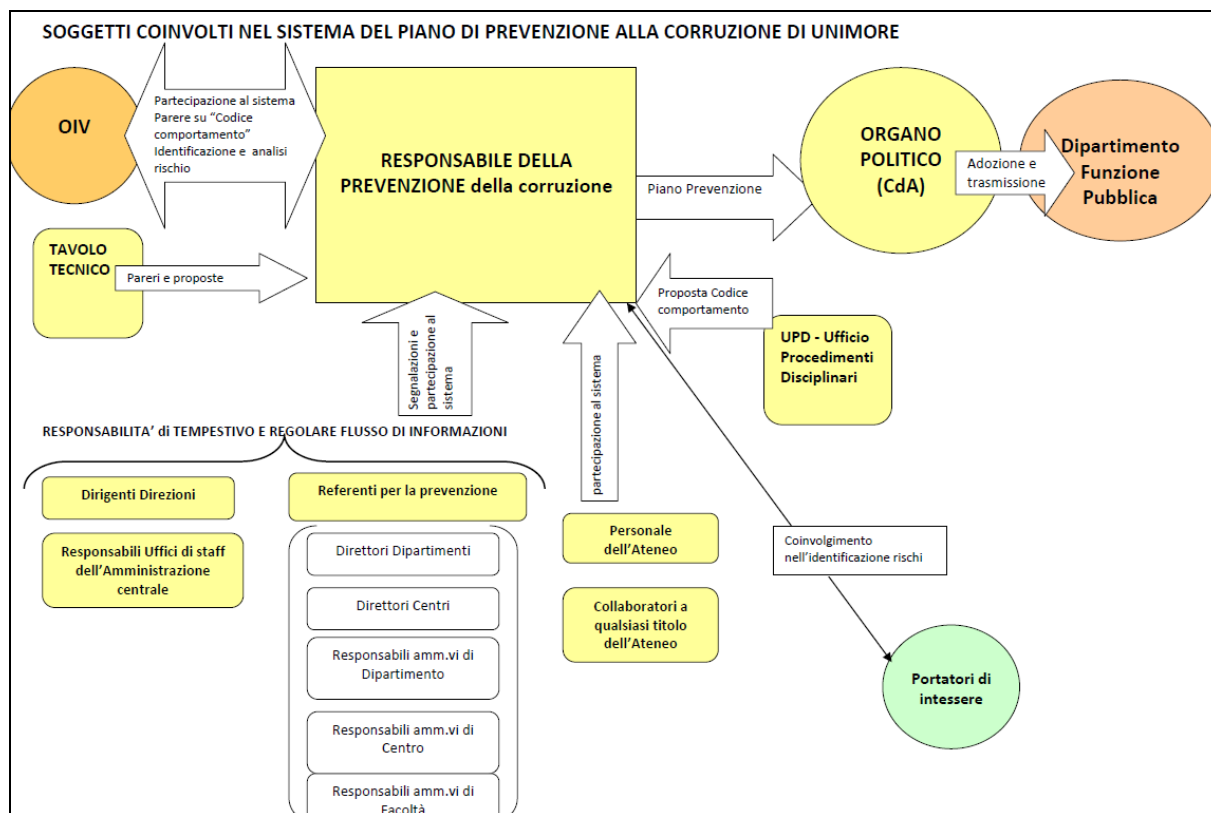 SOGGETTI COINVOLTI NEL SISTEMA DEL PIANO DI PREVENZIONE ALLA CORRUZIONE DI UNIMORE
OIV
Partecipazione al sistema
Parere su “Codice
comportamento”
Identificazione e analisi
rischio
RESPONSABILE DELLA
PREVENZIONE della corruzione
Piano Prevenzione
ORGANO
POLITICO
(CdA)
Adozione e
trasmissione
Dipartimento
Funzione
Pubblica
TAVOLO
TECNICO
Pareri e proposte
Proposta Codice
comportamento
UPD - Ufficio
Procedimenti
Disciplinari
Segnalazioni e
partecipazione al
sistema
partecipazione al sistema
RESPONSABILITA’ di TEMPESTIVO E REGOLARE FLUSSO DI INFORMAZIONI
Dirigenti Direzioni
Responsabili Uffici di staff
dell’Amministrazione
centrale
Referenti per la prevenzione
Direttori Dipartimenti
Direttori Centri
Responsabili amm.vi di
Dipartimento
Responsabili amm.vi di
Centro
Responsabili amm.vi di
Facoltà
Personale
dell’Ateneo
Collaboratori a
qualsiasi titolo
dell’Ateneo
Coinvolgimento
nell’identificazione rischi
Portatori di
intessere